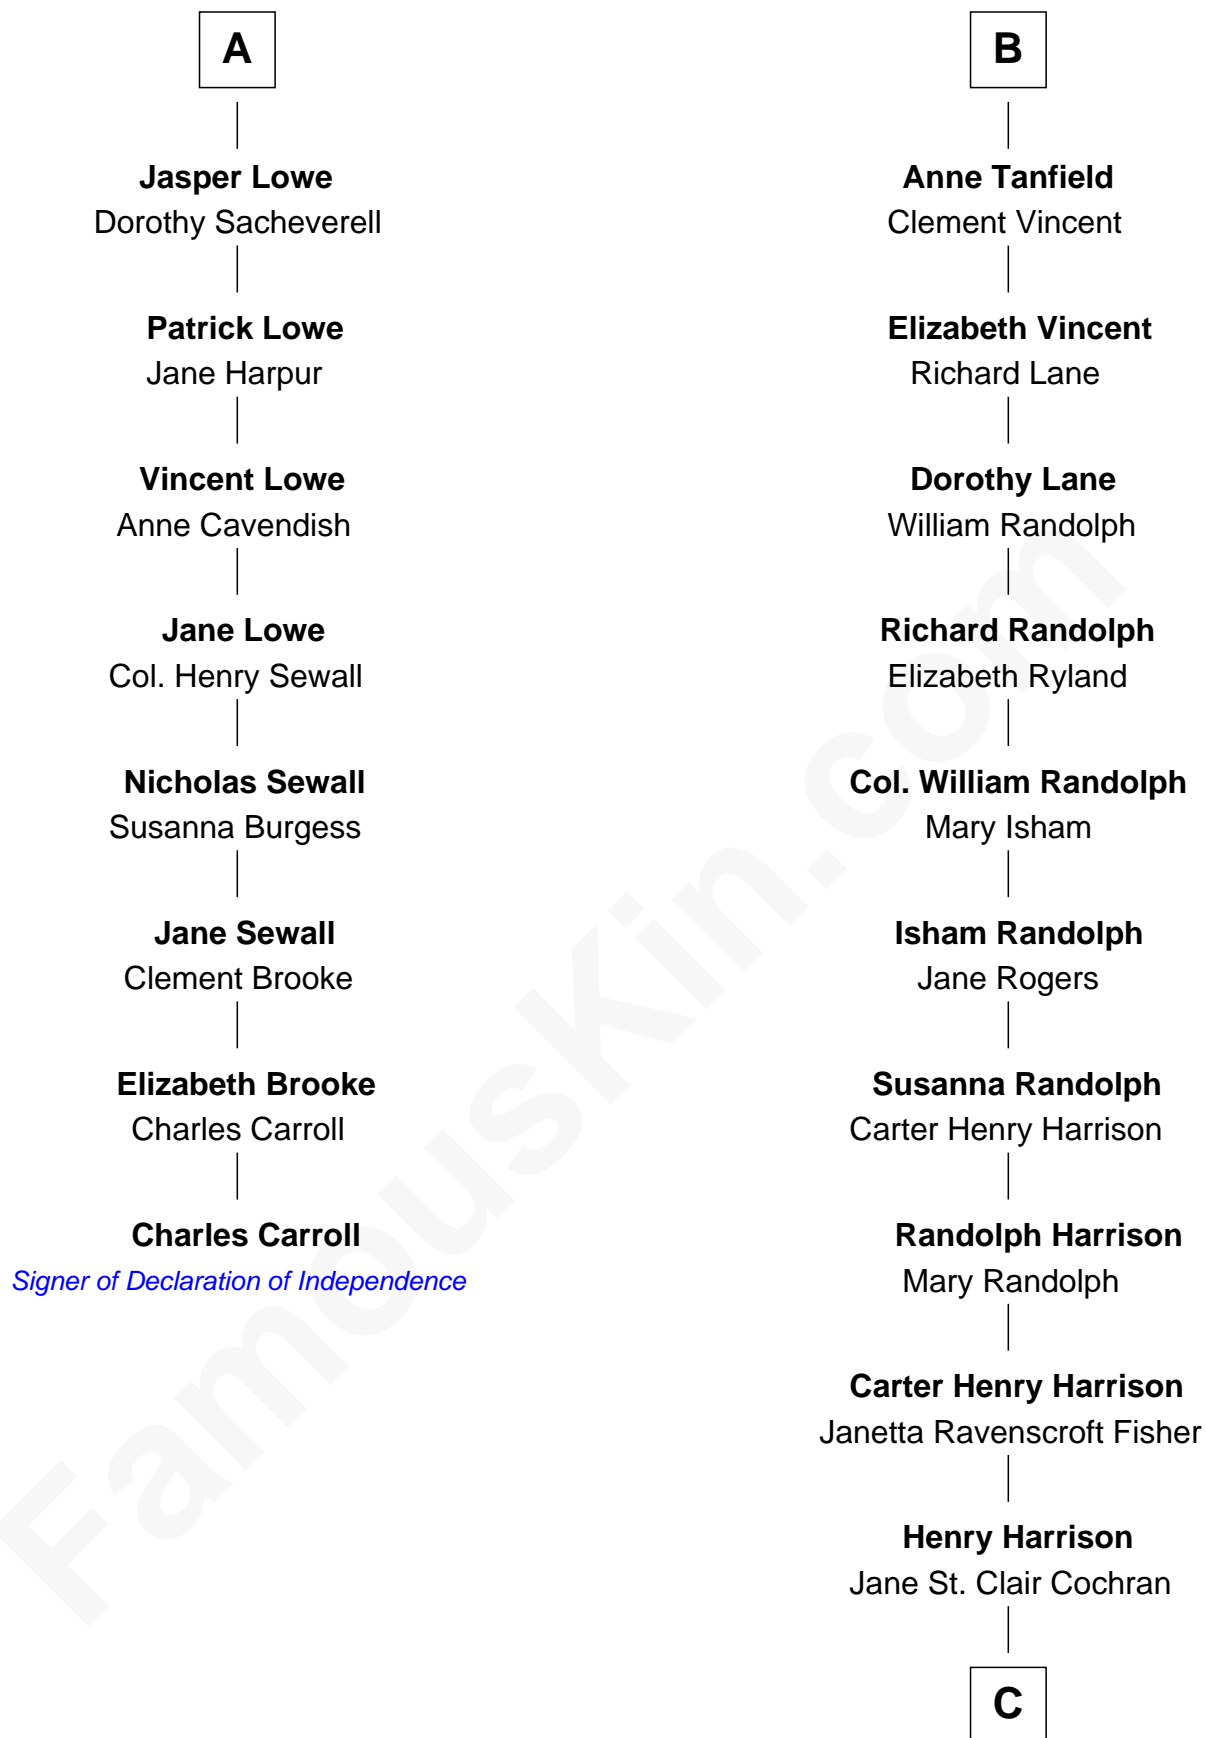 A
Jasper Lowe
Dorothy Sacheverell
Patrick Lowe
Jane Harpur
Vincent Lowe
Anne Cavendish
Jane Lowe
Col. Henry Sewall
Nicholas Sewall
Susanna Burgess
Jane Sewall
Clement Brooke
Elizabeth Brooke
Charles Carroll
Charles Carroll
Signer of Declaration of Independence
B
Anne Tanfield
Clement Vincent
Elizabeth Vincent
Richard Lane
Dorothy Lane
William Randolph
Richard Randolph
Elizabeth Ryland
Col. William Randolph
Mary Isham
Isham Randolph
Jane Rogers
Susanna Randolph
Carter Henry Harrison
Randolph Harrison
Mary Randolph
Carter Henry Harrison
Janetta Ravenscroft Fisher
Henry Harrison
Jane St. Clair Cochran
C
FamousKin.com